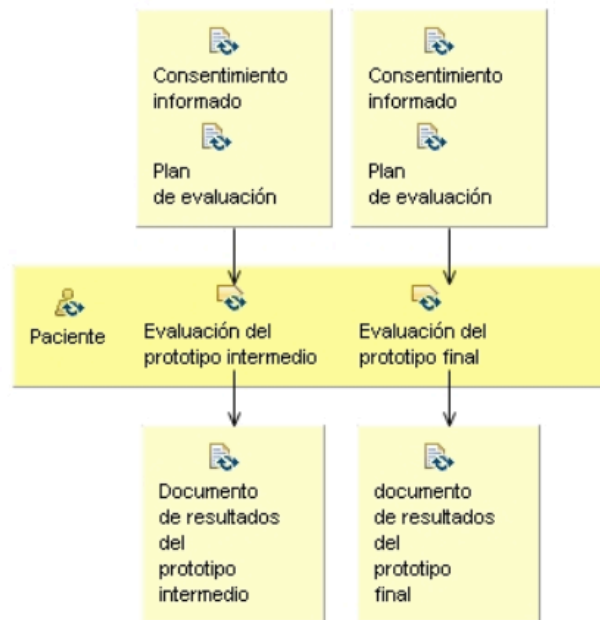 Consentimiento
informado
Plan
de evaluación
Consentimiento
informado
Plan
de evaluación
Paciente
Evaluación del
prototipo intermedio
Evaluación del
prototipo final
Documento
de resultados
del
prototipo
intermedio
documento
de resultados
del
prototipo
final